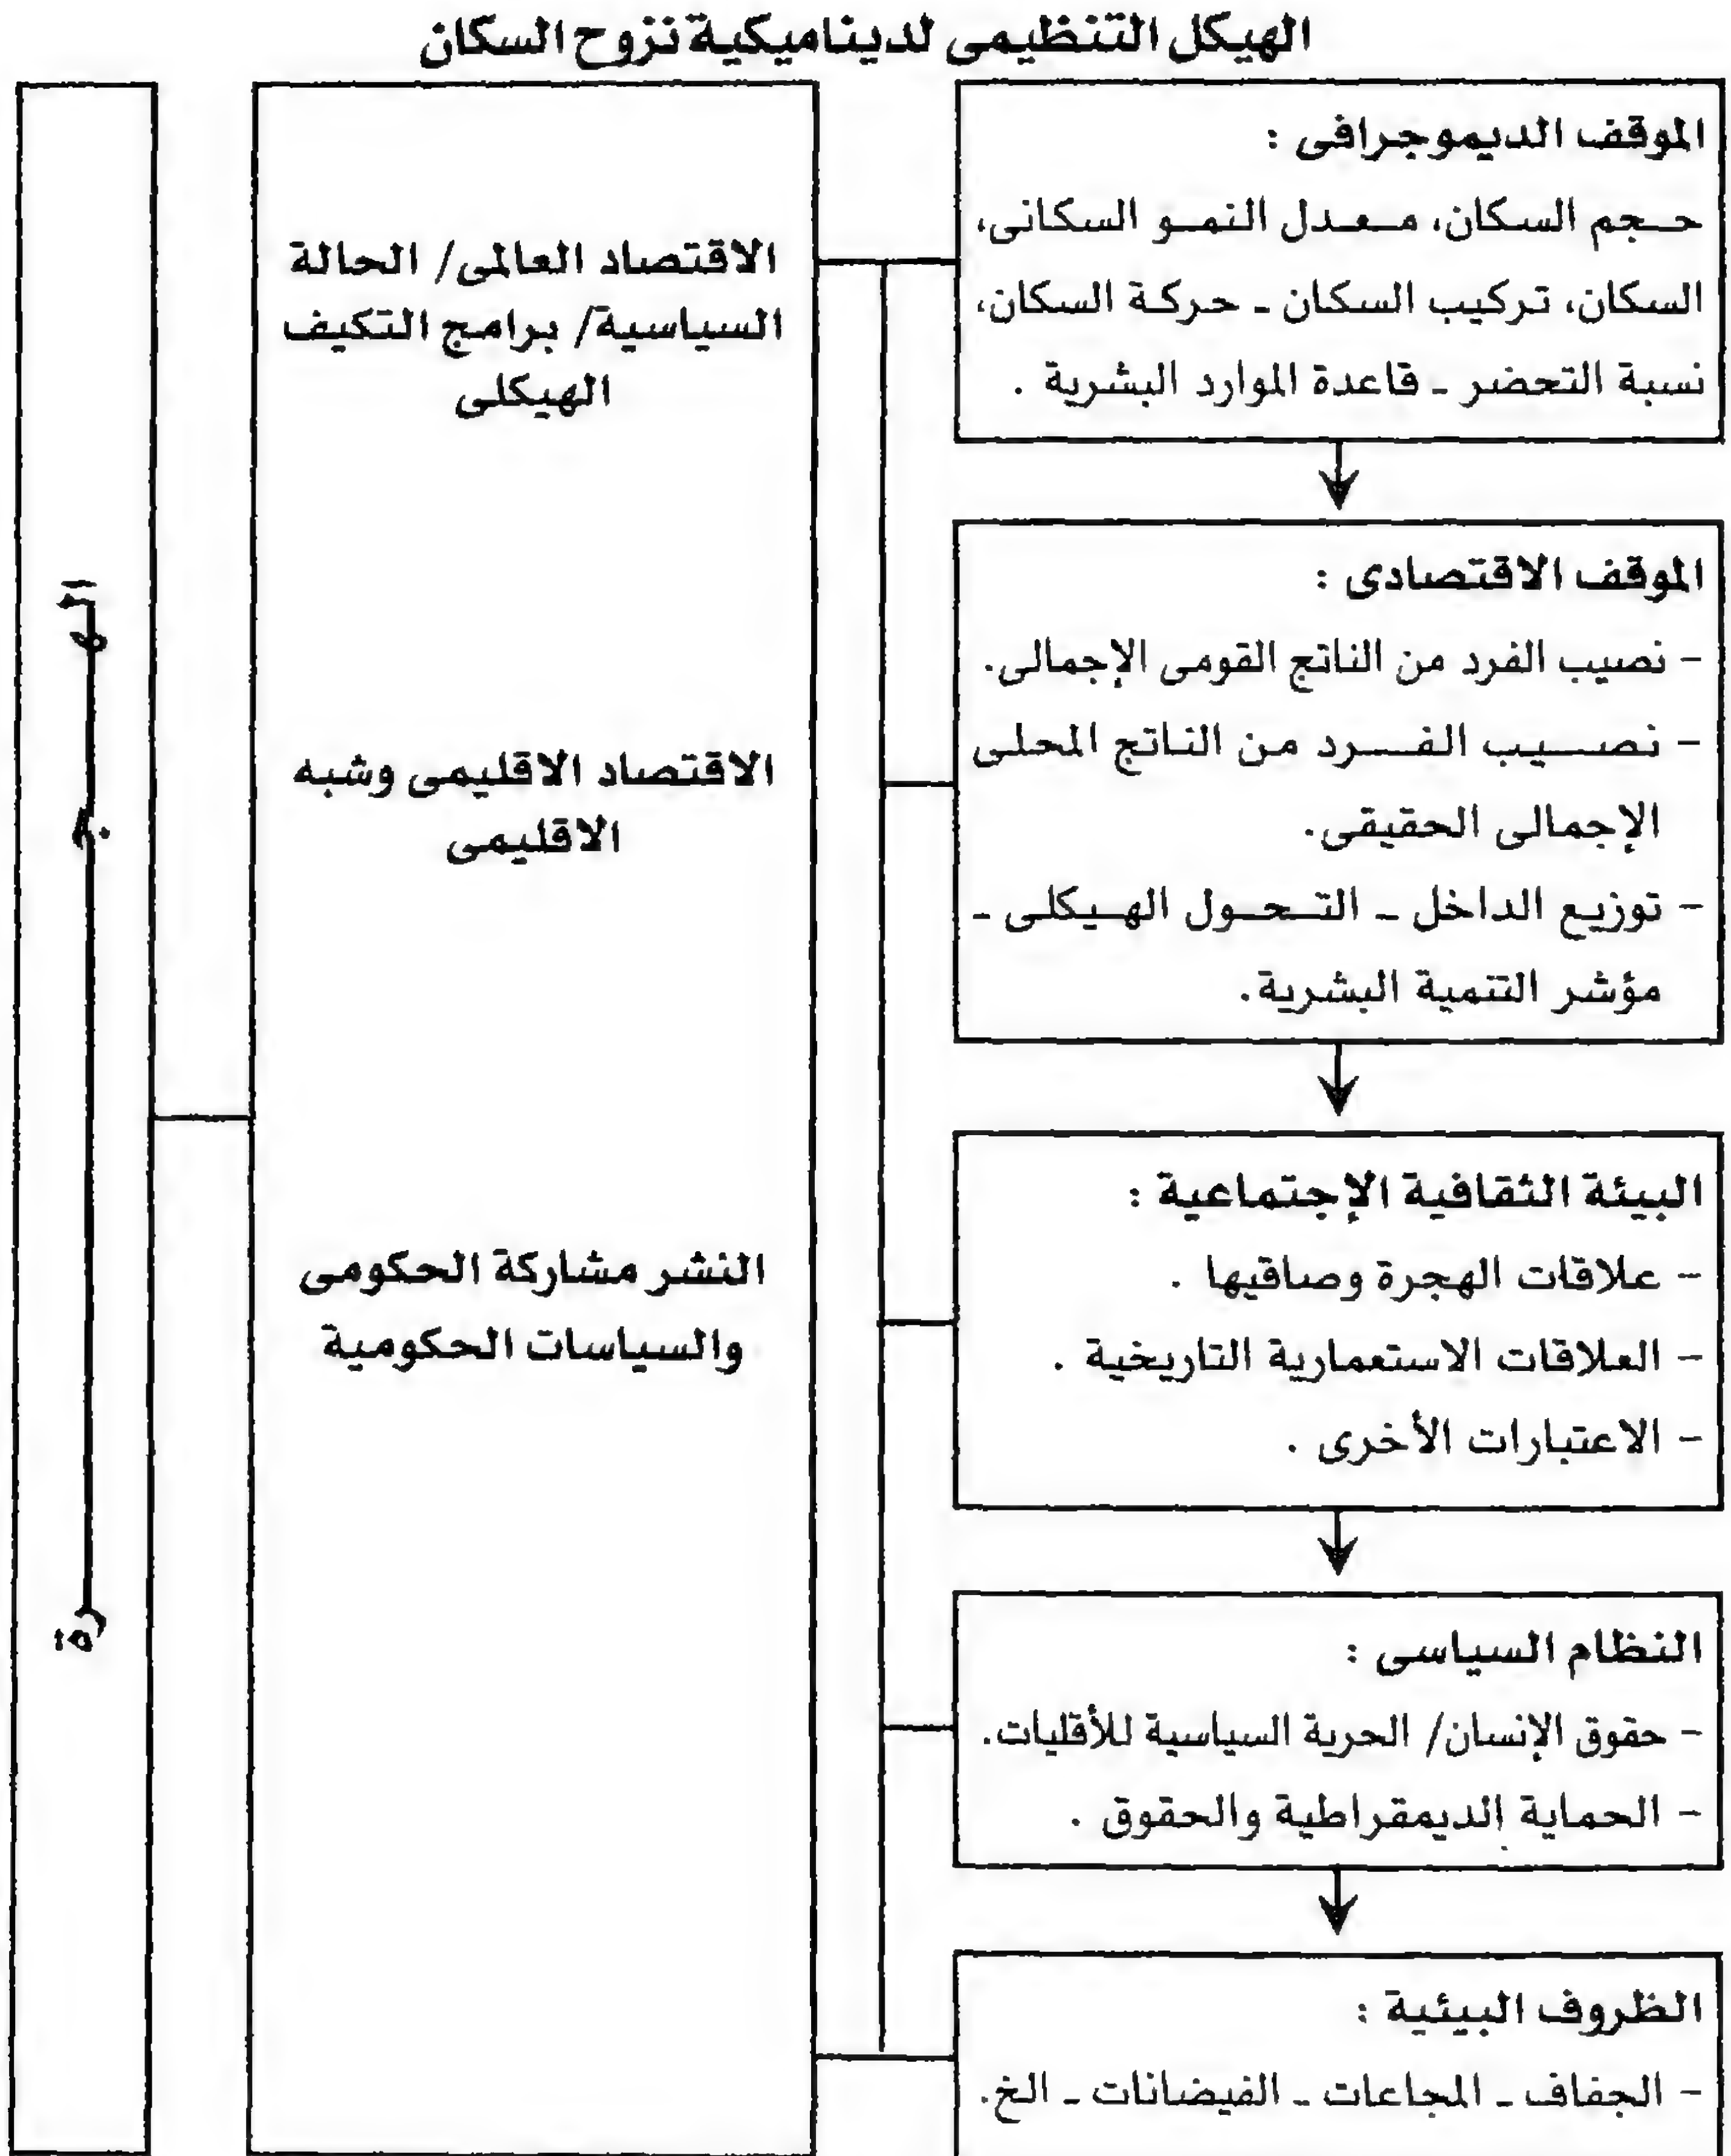 الهيكل التنظيمى لديناميكية نزوح السكان
الموقف الديموجرافى :
حجم السكان، معدل النمو السكانى،
السكان، تركيب السكان ـ حركة السكان،
نسبة التحضر ـ قاعدة الموارد البشرية .
الموقف الاقتصادى :
- نصيب الفرد من الناتج القومى الإجمالى.
- نصيب الفرد من الناتج المحلى
الإجمالى الحقيقى.
- توزيع الداخل ـ التحول الهيكلى ـ
مؤشر التنمية البشرية.
البيئة الثقافية الإجتماعية :
- علاقات الهجرة وصاقيها .
- العلاقات الاستعمارية التاريخية .
- الاعتبارات الأخرى .
النظام السياسى :
- حقوق الإنسان/ الحرية السياسية للأقليات.
- الحماية الديمقراطية والحقوق .
الظروف البيئية :
- الجفاف ـ المجاعات ـ الفيضانات ـ الخ.
الاقتصاد العالمى/ الحالة
السياسية/ برامج التكيف
الهيكلى
الاقتصاد الاقليمى وشبه
الاقليمى
النشر مشاركة الحكومى
والسياسات الحكومية
الهجرة